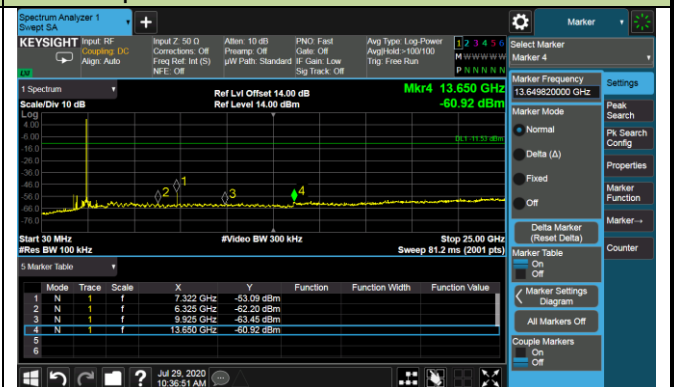 Spectrum Analyzer 1
Swept SA
+
Marker
KEYSIGHT
Input: RF
Coupling: DC
Align: Auto
Input Z: 50 Ω
Corrections: Off
Freq Ref: Int (S)
NFE: Off
Atten: 10 dB
Preamp: Off
µW Path: Standard
PNO: Fast
Gate: Off
IF Gain: Low
Sig Track: Off
Avg Type: Log-Power
Avg|Hold:>100/100
Trig: Free Run
1 2 3 4 5 6
M W W W W W
P N N N N N
Select Marker
Marker 4
1 Spectrum
Scale/Div 10 dB
Ref Lvl Offset 14.00 dB
Ref Level 14.00 dBm
Mkr4 13.650 GHz
-60.92 dBm
Log
4.00
-6.00
-16.0
-26.0
-36.0
-46.0
-56.0
-66.0
-76.0
DL1 -11.53 dBm
1
2
3
4
Start 30 MHz
#Res BW 100 kHz
#Video BW 300 kHz
Stop 25.00 GHz
Sweep 81.2 ms (2001 pts)
5 Marker Table
Mode Trace Scale X Y Function Function Width Function Value
1 N 1 f 7.322 GHz -53.09 dBm
2 N 1 f 6.325 GHz -62.20 dBm
3 N 1 f 9.925 GHz -63.45 dBm
4 N 1 f 13.650 GHz -60.92 dBm
5
6
Marker Frequency
13.649820000 GHz
Marker Mode
Normal
Delta (Δ)
Fixed
Off
Delta Marker
(Reset Delta)
Marker Table
On
Off
Marker Settings
Diagram
All Markers Off
Couple Markers
On
Off
Settings
Peak
Search
Pk Search
Config
Properties
Marker
Function
Marker→
Counter
?
Jul 29, 2020
10:36:51 AM